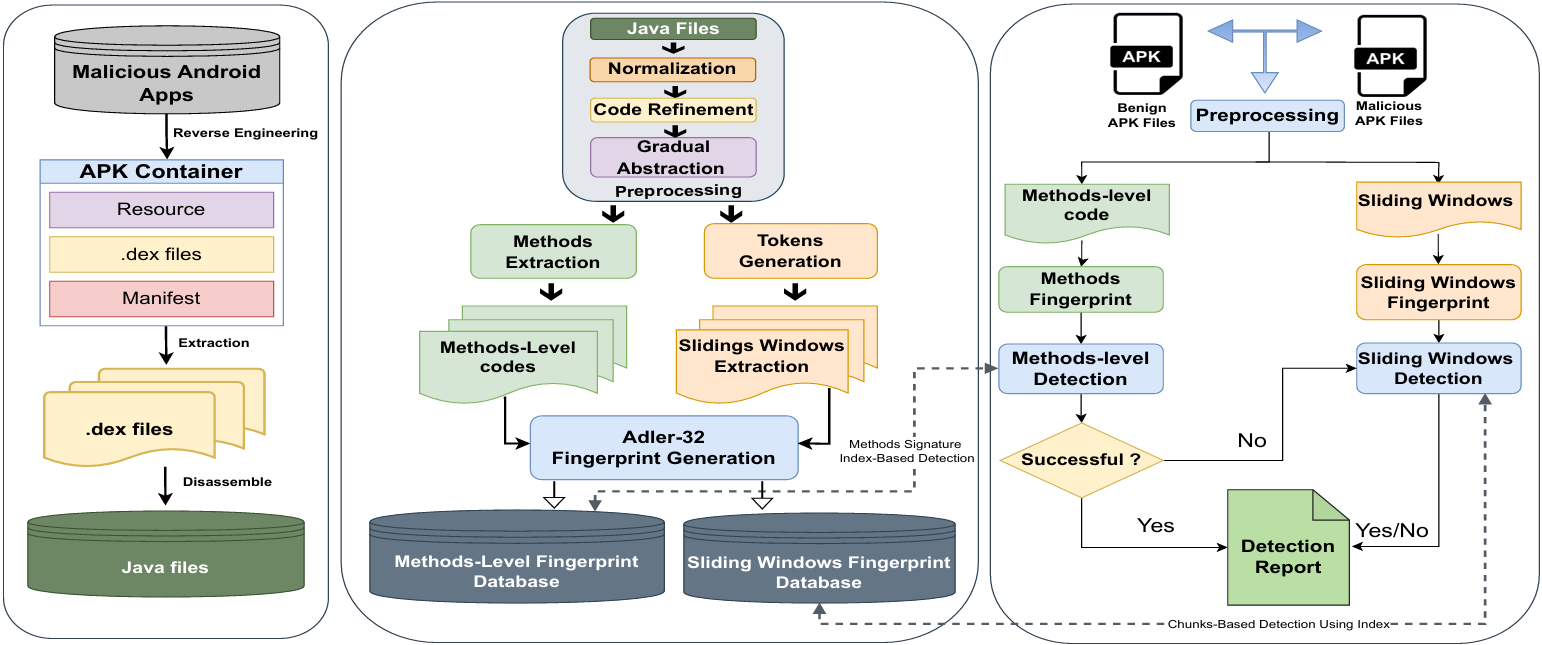 Malicious Android
Apps
Reverse Engineering
APK Container
Resource
.dex files
Manifest
Extraction
.dex files
Disassemble
Java files
Java Files
Normalization
Code Refinement
Gradual
Abstraction
Preprocessing
Methods
Extraction
Tokens
Generation
Methods-Level
codes
Slidings Windows
Extraction
Adler-32
Fingerprint Generation
Methods Signature
Index-Based Detection
Methods-Level Fingerprint
Database
Sliding Windows Fingerprint
Database
APK
Benign
APK Files
APK
Malicious
APK Files
Preprocessing
Methods-level
code
Sliding Windows
Methods
Fingerprint
Sliding Windows
Fingerprint
Methods-level
Detection
Sliding Windows
Detection
Successful ?
No
Yes
Yes/No
Detection
Report
Chunks-Based Detection Using Index